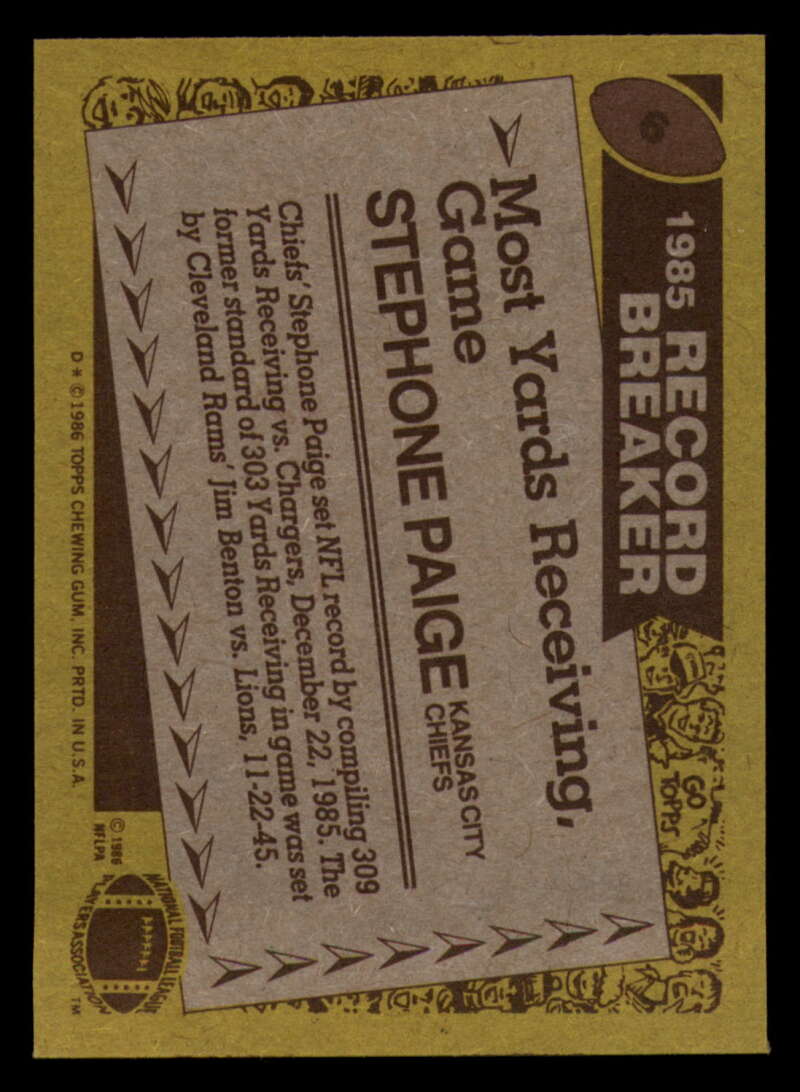 6
1985 RECORD
BREAKER
GO
TOPPS
Most Yards Receiving,
Game
STEPHONE PAIGE KANSAS CITY
CHIEFS
Chiefs' Stephone Paige set NFL record by compiling 309
Yards Receiving vs. Chargers, December 22, 1985. The
former standard of 303 Yards Receiving in game was set
by Cleveland Rams' Jim Benton vs. Lions, 11-22-45.
D * © 1986 TOPPS CHEWING GUM, INC. PRTD. IN U.S.A.
© 1986
NFLPA
NATIONAL FOOTBALL LEAGUE
PLAYERS ASSOCIATION
TM